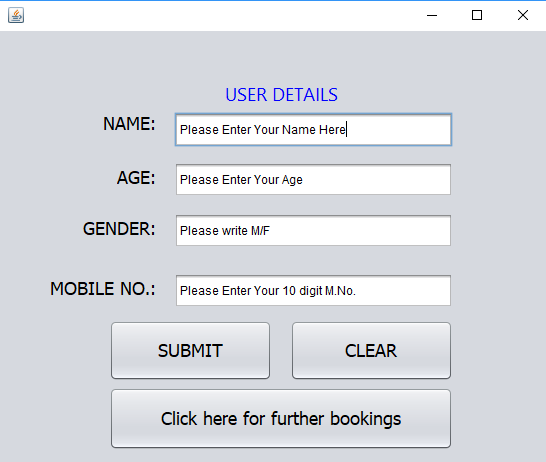 USER DETAILS
NAME: Please Enter Your Name Here
AGE: Please Enter Your Age
GENDER: Please write M/F
MOBILE NO.: Please Enter Your 10 digit M.No.
SUBMIT CLEAR
Click here for further bookings